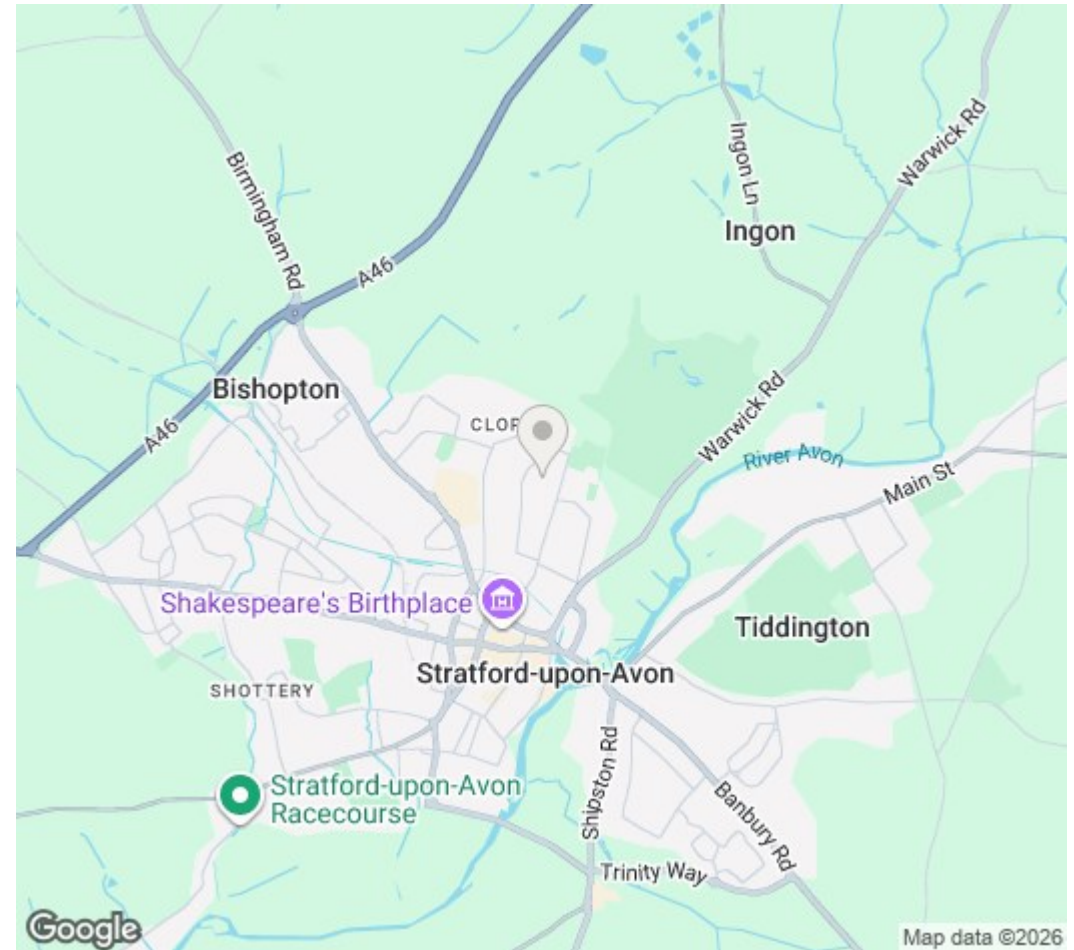 Birmingham Rd
A46
Ingon Ln
Warwick Rd
Ingon
Bishopton
A46
CLOP
Warwick Rd
River Avon
Main St
Shakespeare's Birthplace
Tiddington
Stratford-upon-Avon
SHOTTERY
Shipston Rd
Stratford-upon-Avon
Racecourse
Banbury Rd
Trinity Way
Google
Map data ©2026